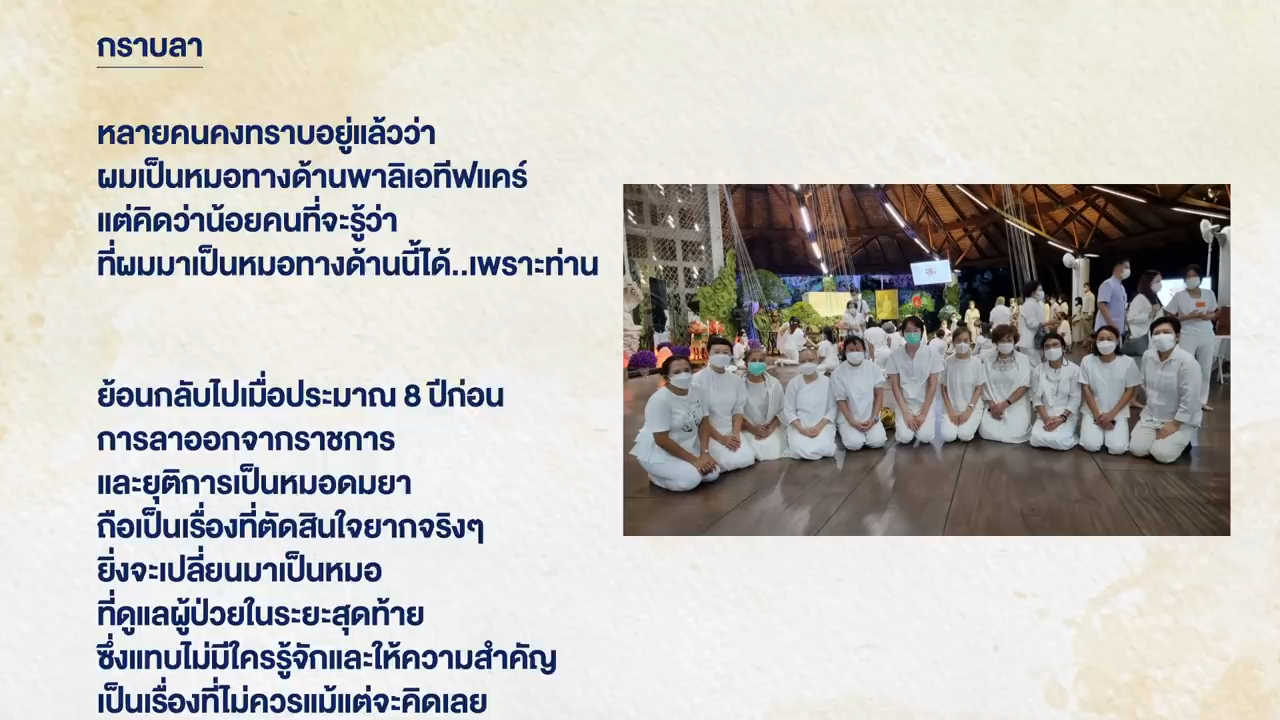 กราบลา
หลายคนคงทราบอยู่แล้วว่า
ผมเป็นหมอทางด้านพาลิเอทีฟแคร์
แต่คิดว่าน้อยคนที่จะรู้ว่า
ที่ผมมาเป็นหมอทางด้านนี้ได้..เพราะท่าน
ย้อนกลับไปเมื่อประมาณ 8 ปีก่อน
การลาออกจากราชการ
และยุติการเป็นหมอดมยา
ถือเป็นเรื่องที่ตัดสินใจยากจริงๆ
ยิ่งจะเปลี่ยนมาเป็นหมอ
ที่ดูแลผู้ป่วยในระยะสุดท้าย
ซึ่งแทบไม่มีใครรู้จักและให้ความสำคัญ
เป็นเรื่องที่ไม่ควรแม้แต่จะคิดเลย